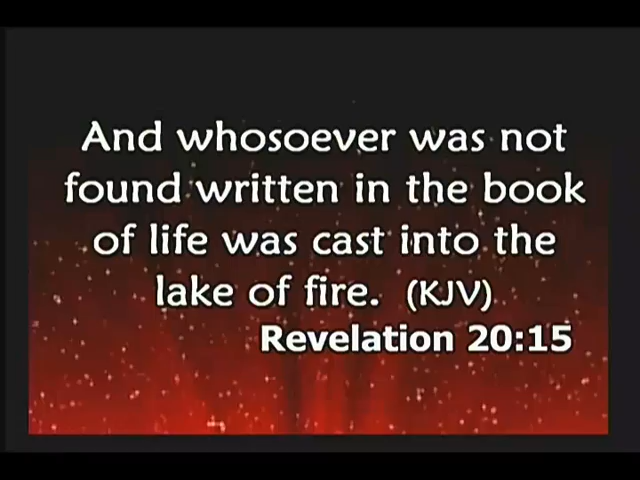 And whosoever was not
found written in the book
of life was cast into the
lake of fire. (KJV)
Revelation 20:15